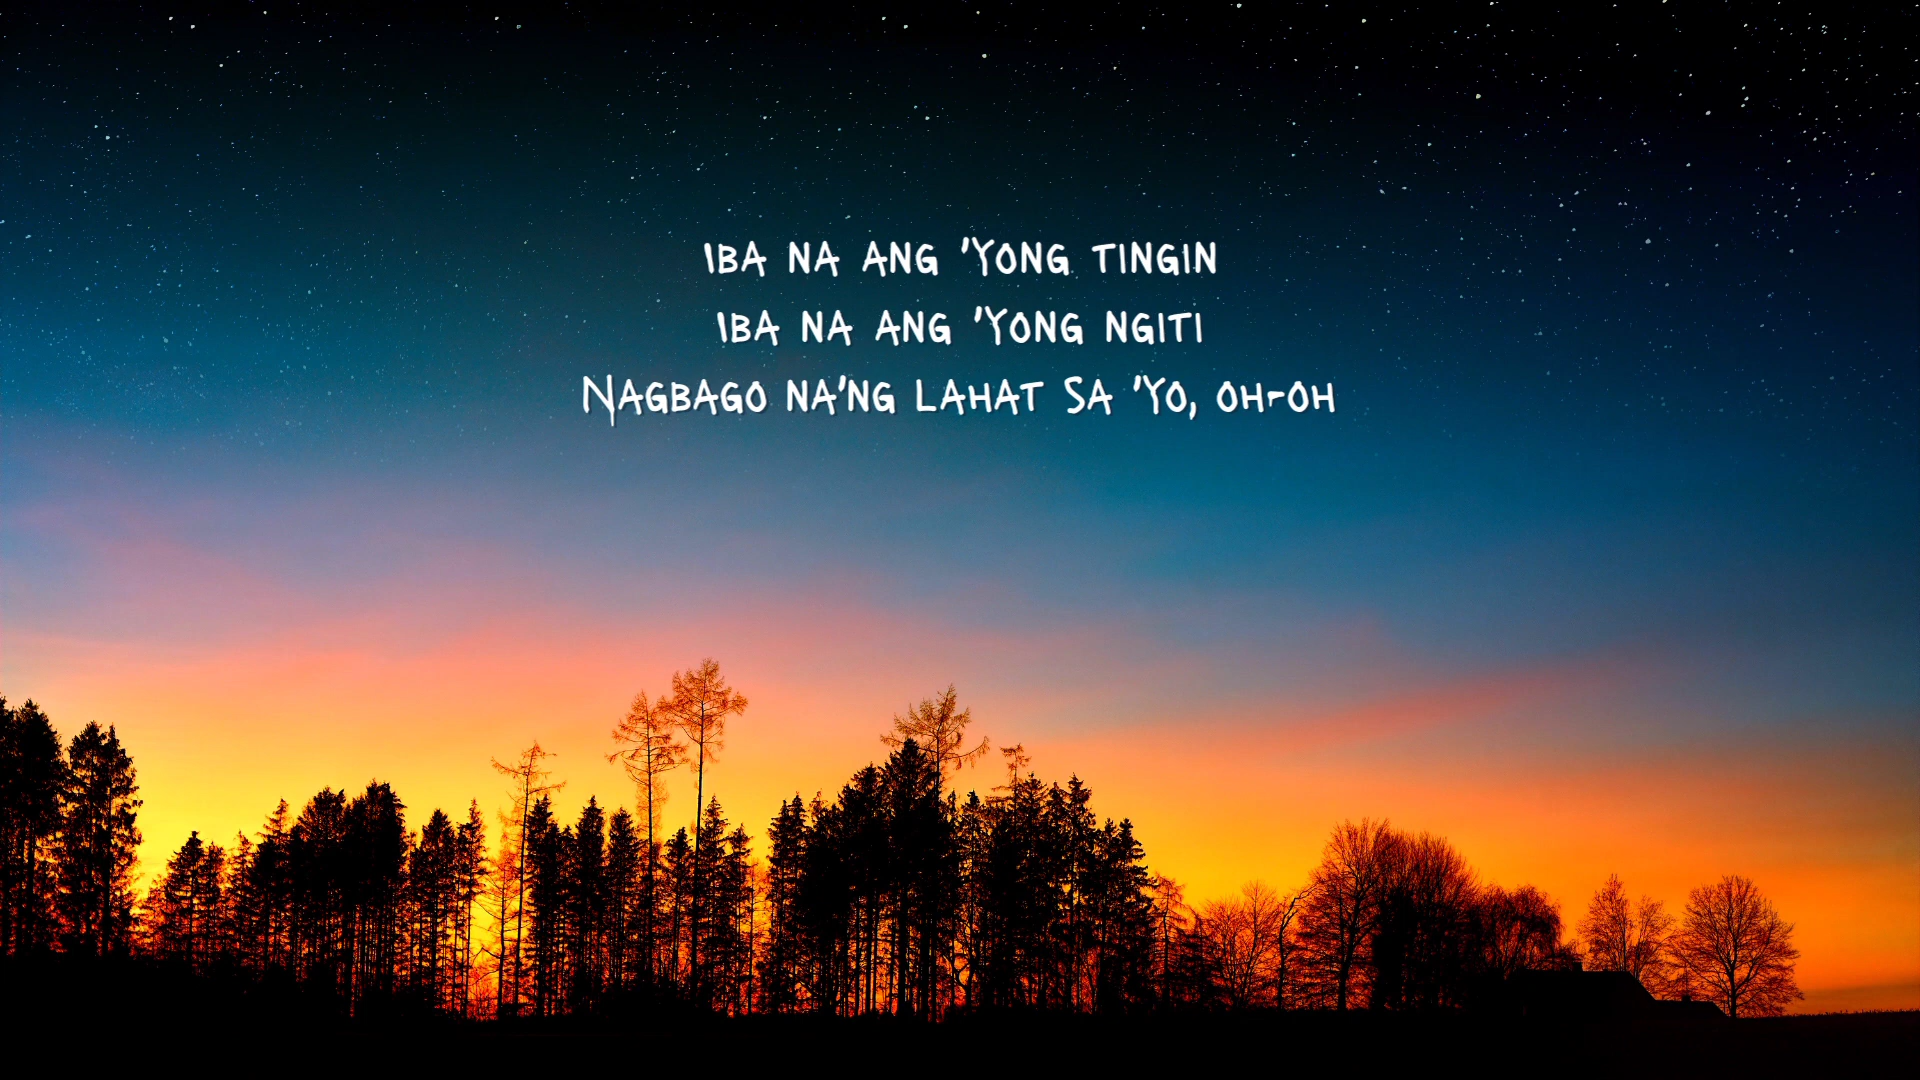 Iba na ang 'Yong tingin
Iba na ang 'Yong ngiti
Nagbago na'ng lahat Sa 'Yo, oh-oh